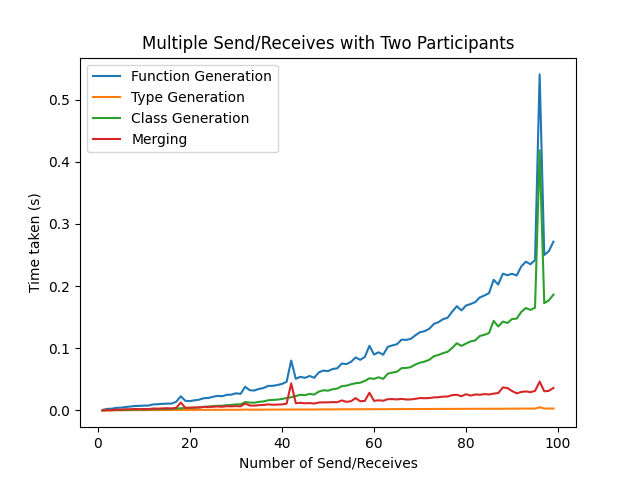 Multiple Send/Receives with Two Participants
Function Generation
Type Generation
Class Generation
Merging
Time taken (s)
0.5
0.4
0.3
0.2
0.1
0.0
0 20 40 60 80 100
Number of Send/Receives